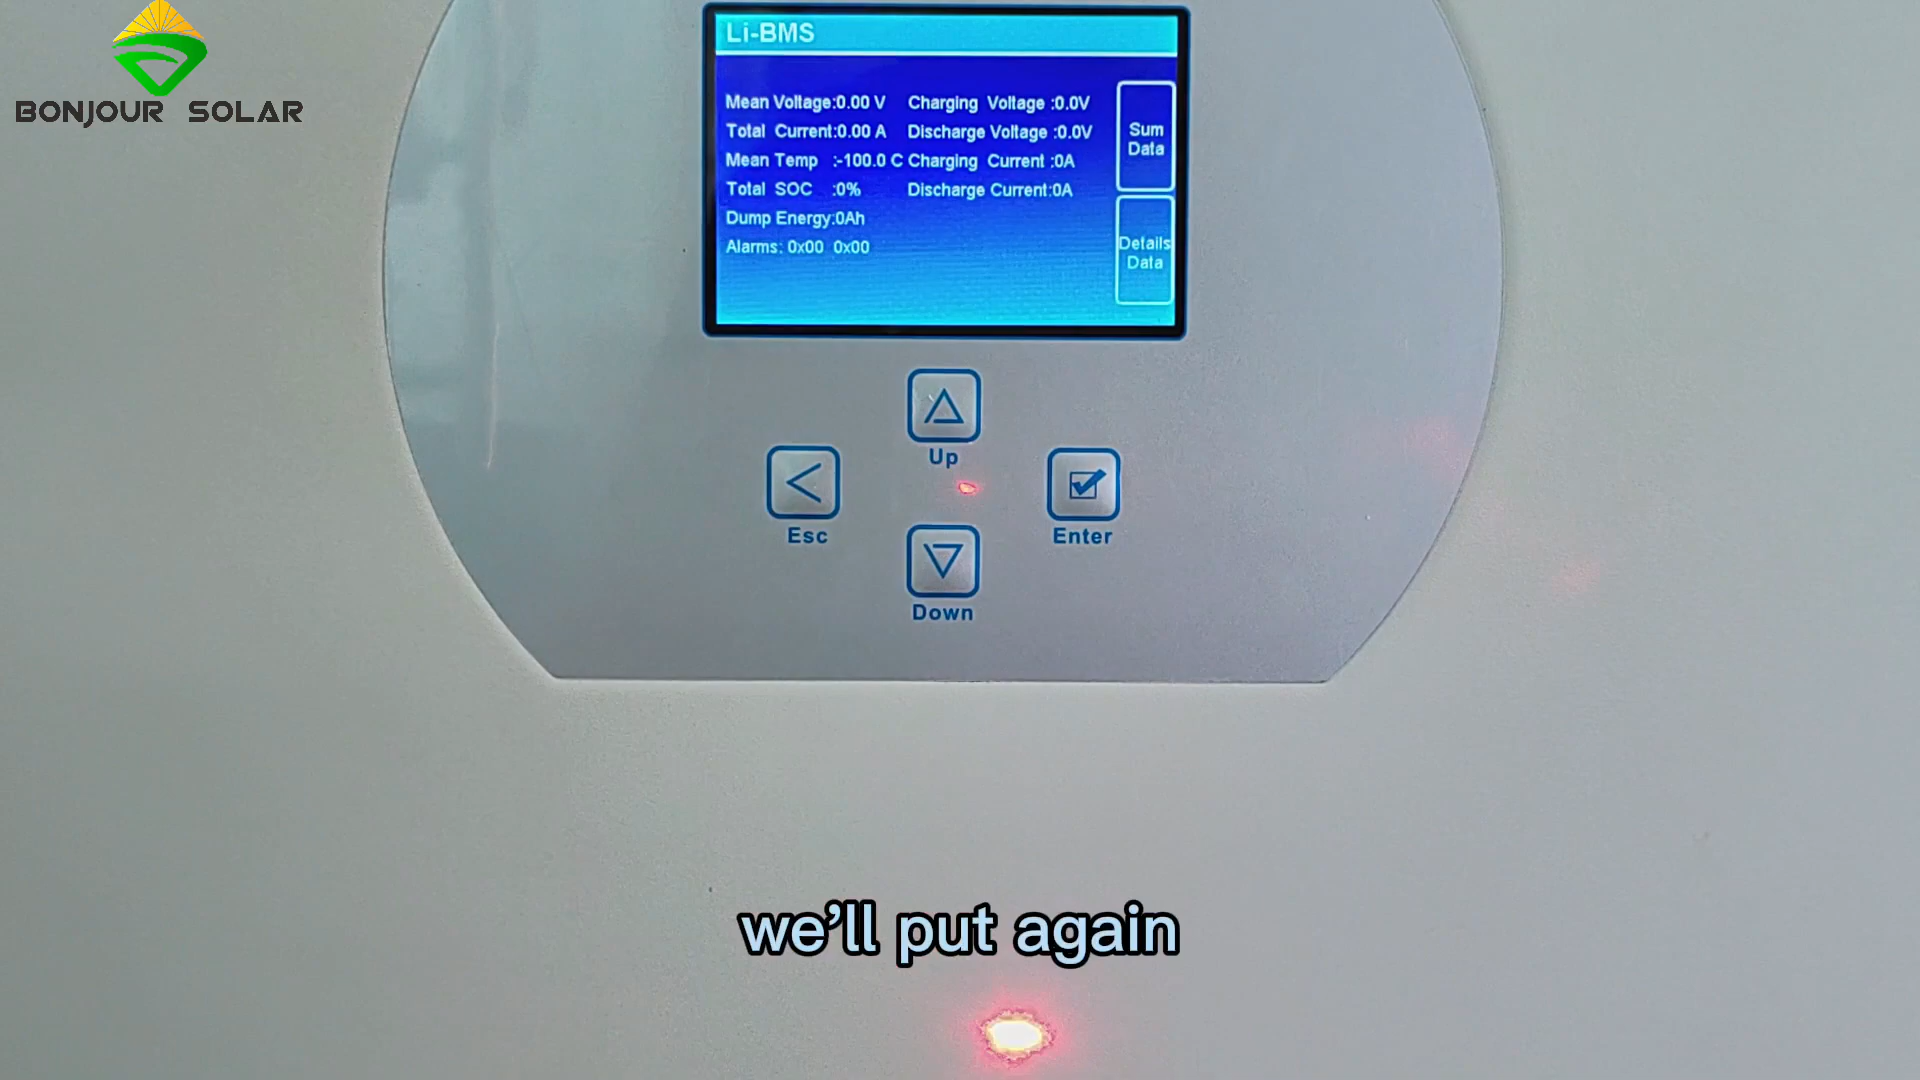 BONJOUR SOLAR
Li-BMS
Mean Voltage:0.00 V Charging Voltage :0.0V
Total Current:0.00 A Discharge Voltage :0.0V
Mean Temp :-100.0 C Charging Current :0A
Total SOC :0% Discharge Current:0A
Dump Energy:0Ah
Alarms: 0x00 0x00
Sum
Data
Details
Data
Up
Esc
Enter
Down
we'll put again